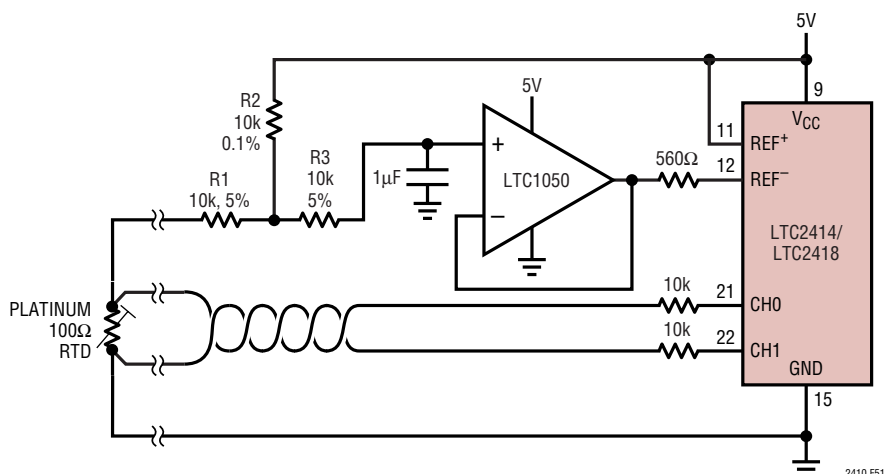 5V
R2
10k
0.1%
5V
9
VCC
R3
10k
5%
1µF
+
LTC1050
−
560Ω
11
REF+
12
REF−
R1
10k, 5%
LTC2414/
LTC2418
PLATINUM
100Ω
RTD
10k
21
CH0
10k
22
CH1
GND
15
2410 F51